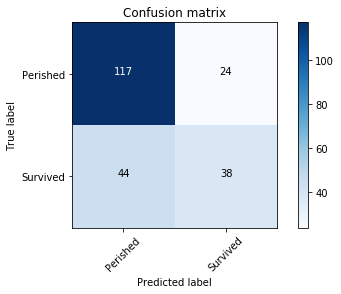 Confusion matrix
Perished
117
24
Survived
44
38
True label
Perished
Survived
Predicted label
100
80
60
40